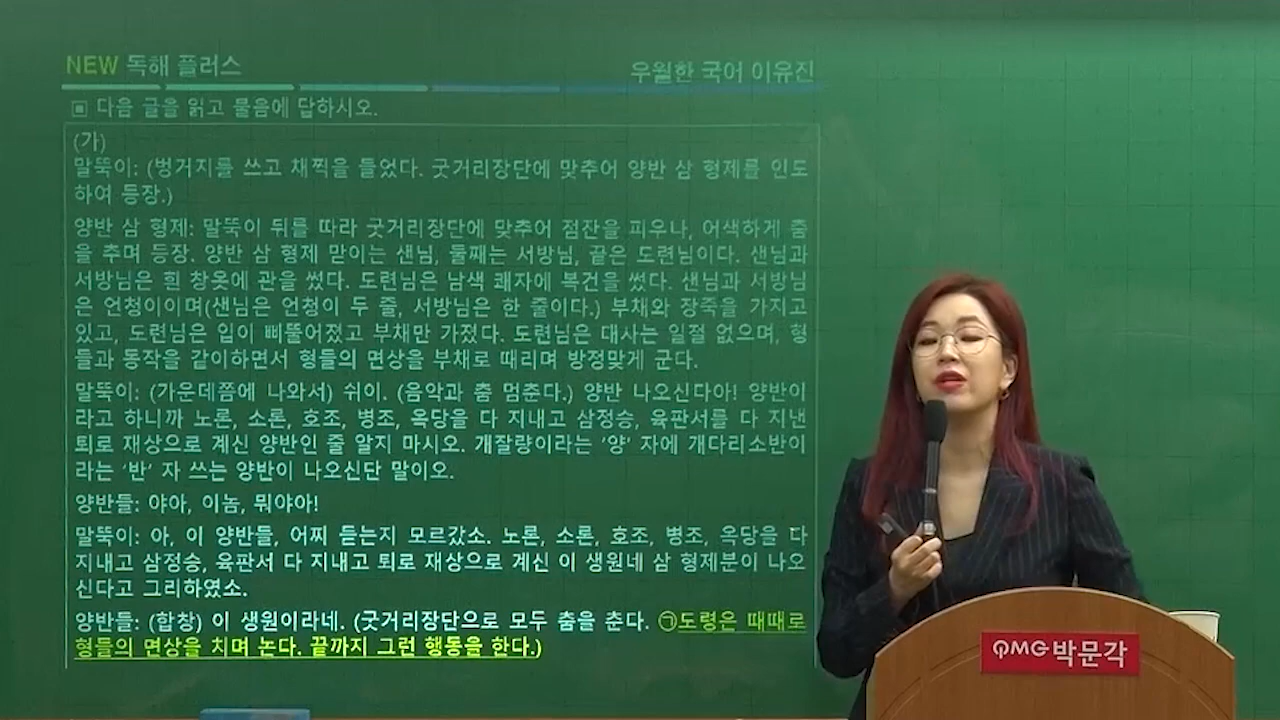 NEW 독해 플러스
우월한 국어 이유진
▣ 다음 글을 읽고 물음에 답하시오.
(가)
말뚝이: (벙거지를 쓰고 채찍을 들었다. 굿거리장단에 맞추어 양반 삼 형제를 인도
하여 등장.)
양반 삼 형제: 말뚝이 뒤를 따라 굿거리장단에 맞추어 점잔을 피우나, 어색하게 춤
을 추며 등장. 양반 삼 형제 맏이는 샌님, 둘째는 서방님, 끝은 도련님이다. 샌님과
서방님은 흰 창옷에 관을 썼다. 도련님은 남색 쾌자에 복건을 썼다. 샌님과 서방님
은 언청이이며(샌님은 언청이 두 줄, 서방님은 한 줄이다.) 부채와 장죽을 가지고
있고, 도련님은 입이 삐뚤어졌고 부채만 가졌다. 도련님은 대사는 일절 없으며, 형
들과 동작을 같이하면서 형들의 면상을 부채로 때리며 방정맞게 군다.
말뚝이: (가운데쯤에 나와서) 쉬이. (음악과 춤 멈춘다.) 양반 나오신다아! 양반이
라고 하니까 노론, 소론, 호조, 병조, 옥당을 다 지내고 삼정승, 육판서를 다 지낸
퇴로 재상으로 계신 양반인 줄 알지 마시오. 개잘량이라는 ‘양’ 자에 개다리소반이
라는 ‘반’ 자 쓰는 양반이 나오신단 말이오.
양반들: 야아, 이놈, 뭐야아!
말뚝이: 아, 이 양반들, 어찌 듣는지 모르갔소. 노론, 소론, 호조, 병조, 옥당을 다
지내고 삼정승, 육판서 다 지내고 퇴로 재상으로 계신 이 생원네 삼 형제분이 나오
신다고 그리하였소.
양반들: (합창) 이 생원이라네. (굿거리장단으로 모두 춤을 춘다. ㉠도령은 때때로
형들의 면상을 치며 논다. 끝까지 그런 행동을 한다.)
PMG 박문각